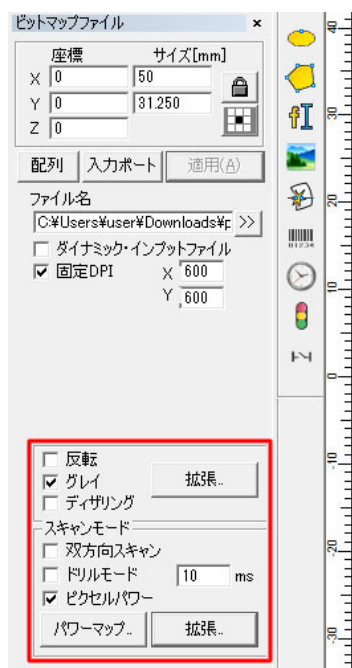 ビットマップファイル ×
座標 サイズ[mm]
X 0 50
Y 0 31.250
Z 0
配列 入力ポート 適用(A)
ファイル名
C:¥Users¥user¥Downloads¥p >>
ダイナミック・インプットファイル
固定DPI X 600
Y 600
反転
グレイ 拡張..
ディザリング
スキャンモード
双方向スキャン
ドリルモード 10 ms
ピクセルパワー
パワーマップ.. 拡張..
40
30
20
10
0
-10
-20
-30
01234